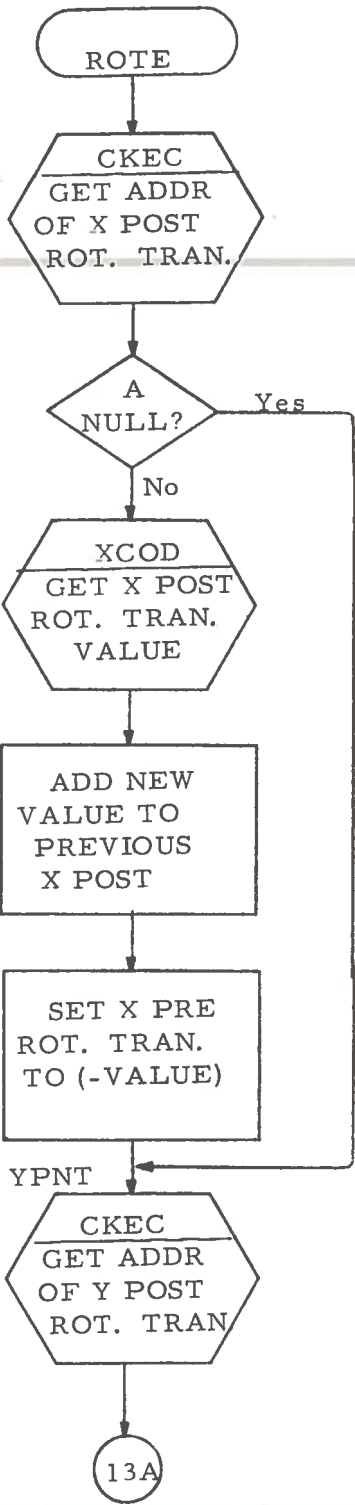 ROTE
CKEC
GET ADDR
OF X POST
ROT. TRAN.
A
NULL?
Yes
No
XCOD
GET X POST
ROT. TRAN.
VALUE
ADD NEW
VALUE TO
PREVIOUS
X POST
SET X PRE
ROT. TRAN.
TO (-VALUE)
YPNT
CKEC
GET ADDR
OF Y POST
ROT. TRAN
13A